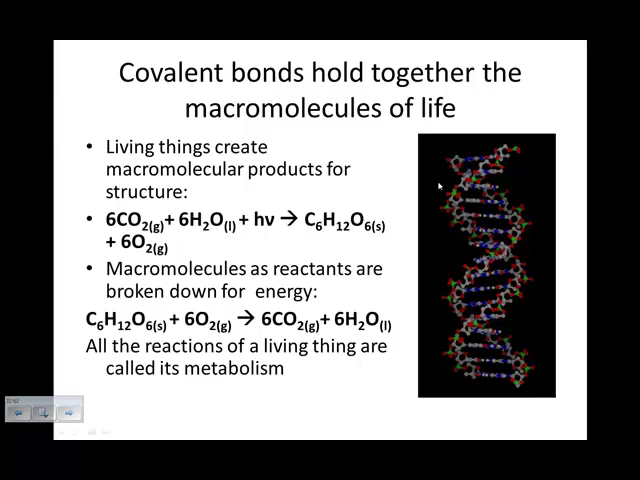 Covalent bonds hold together the
macromolecules of life
• Living things create
macromolecular products for
structure:
• 6CO2(g)+ 6H2O(l) + hν → C6H12O6(s)
+ 6O2(g)
• Macromolecules as reactants are
broken down for energy:
C6H12O6(s) + 6O2(g) → 6CO2(g)+ 6H2O(l)
All the reactions of a living thing are
called its metabolism